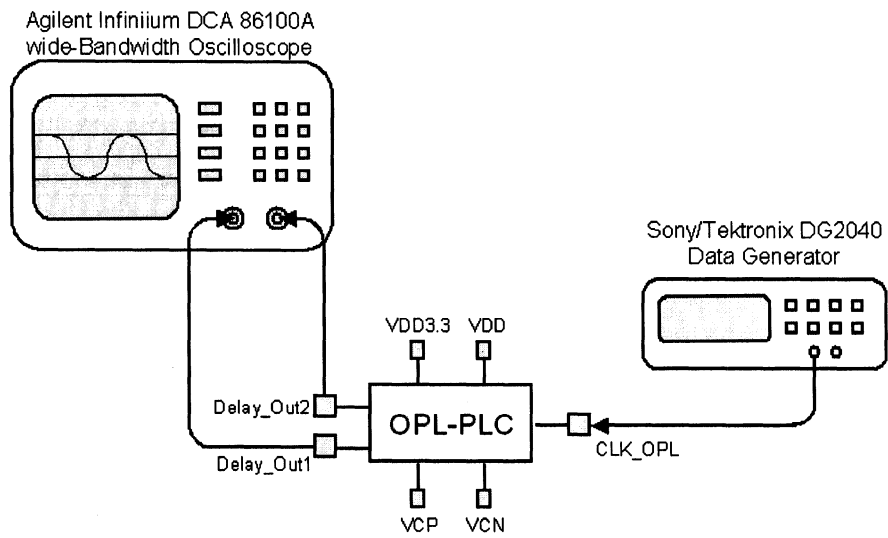 Agilent Infiniium DCA 86100A
wide-Bandwidth Oscilloscope
Sony/Tektronix DG2040
Data Generator
VDD3.3
VDD
Delay_Out2
OPL-PLC
Delay_Out1
CLK_OPL
VCP
VCN